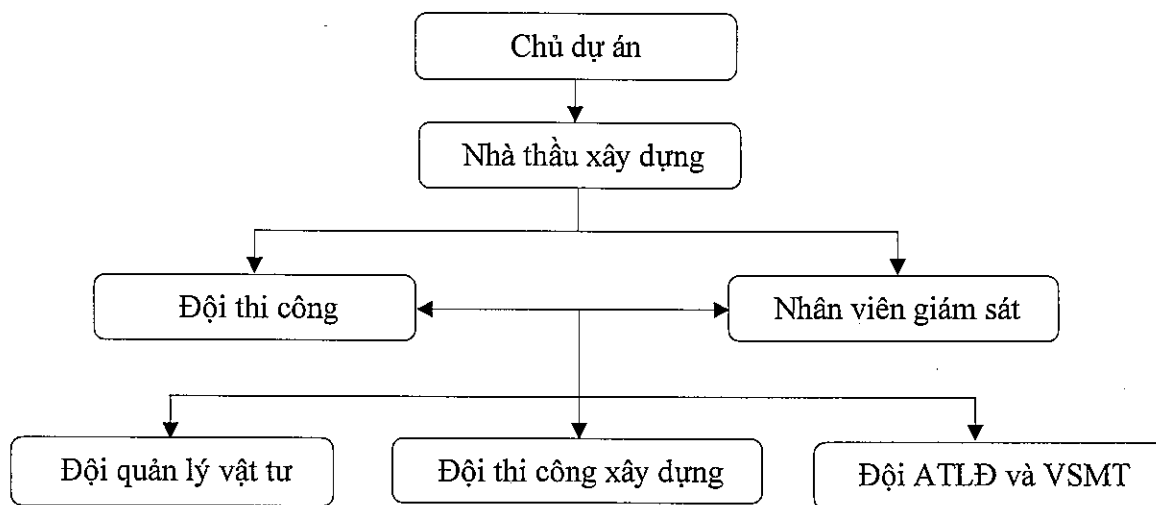 Chủ dự án
Nhà thầu xây dựng
Đội thi công
Nhân viên giám sát
Đội quản lý vật tư
Đội thi công xây dựng
Đội ATLĐ và VSMT